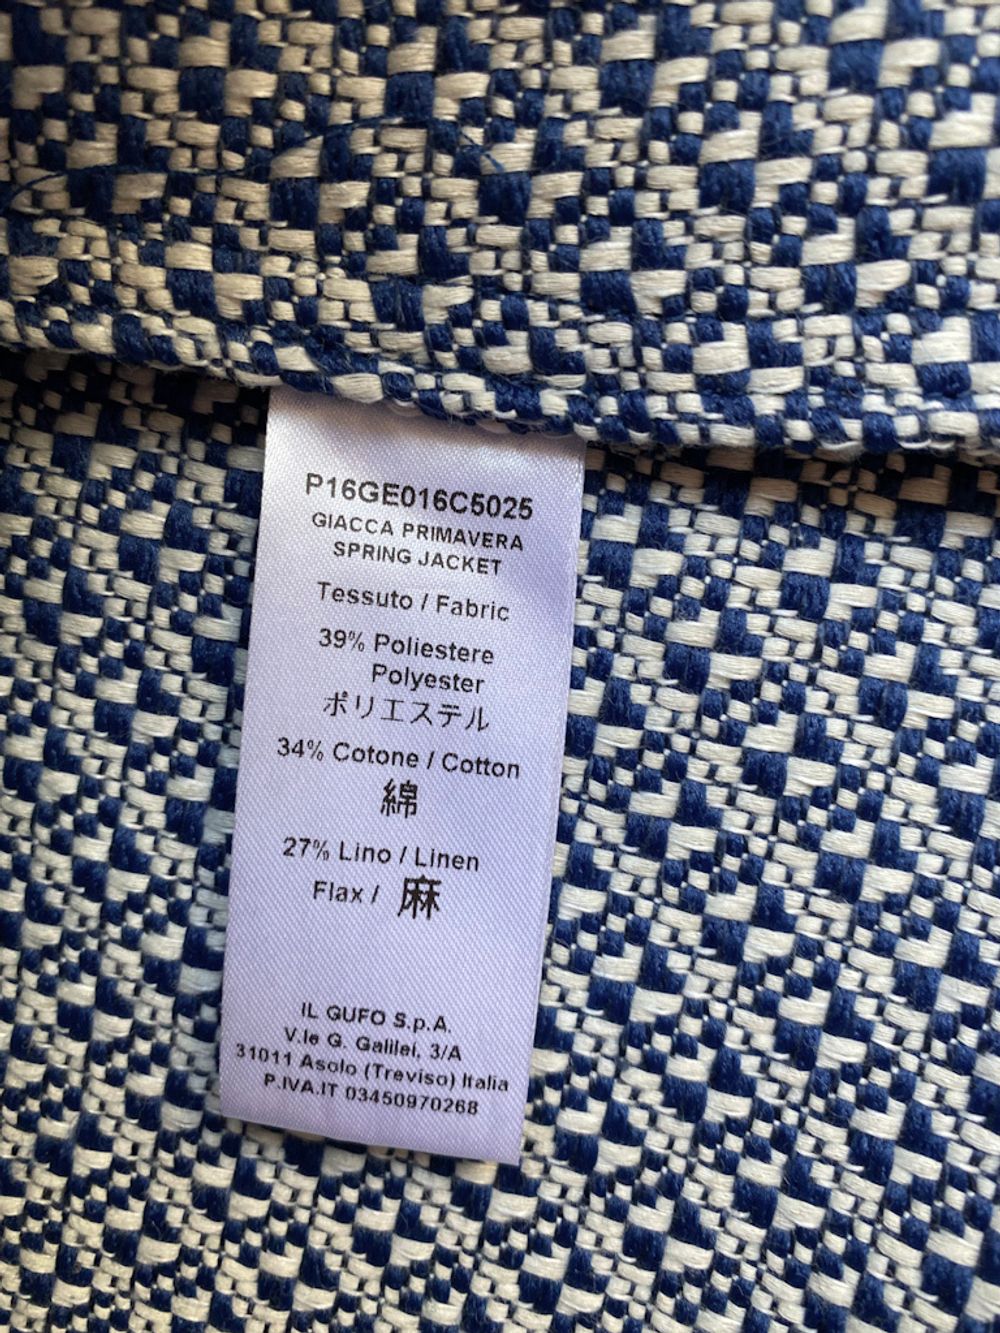 P16GE016C5025
GIACCA PRIMAVERA
SPRING JACKET
Tessuto / Fabric
39% Poliestere
Polyester
ポリエステル
34% Cotone / Cotton
綿
27% Lino / Linen
Flax / 麻
IL GUFO S.p.A.
V.le G. Galilei, 3/A
31011 Asolo (Treviso) Italia
P.IVA.IT 03450970268